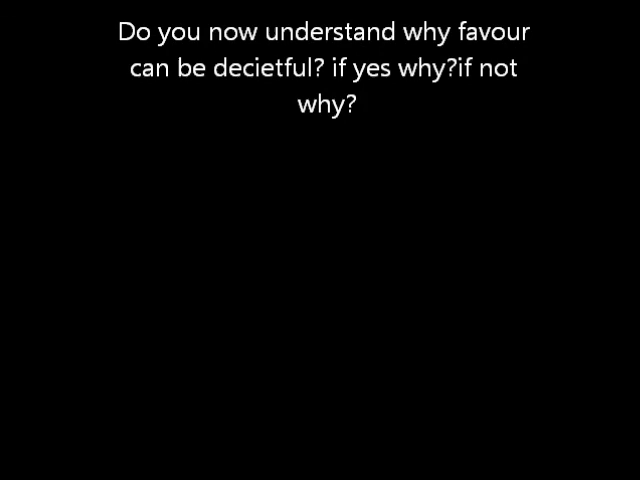 Do you now understand why favour
can be decietful? if yes why?if not
why?